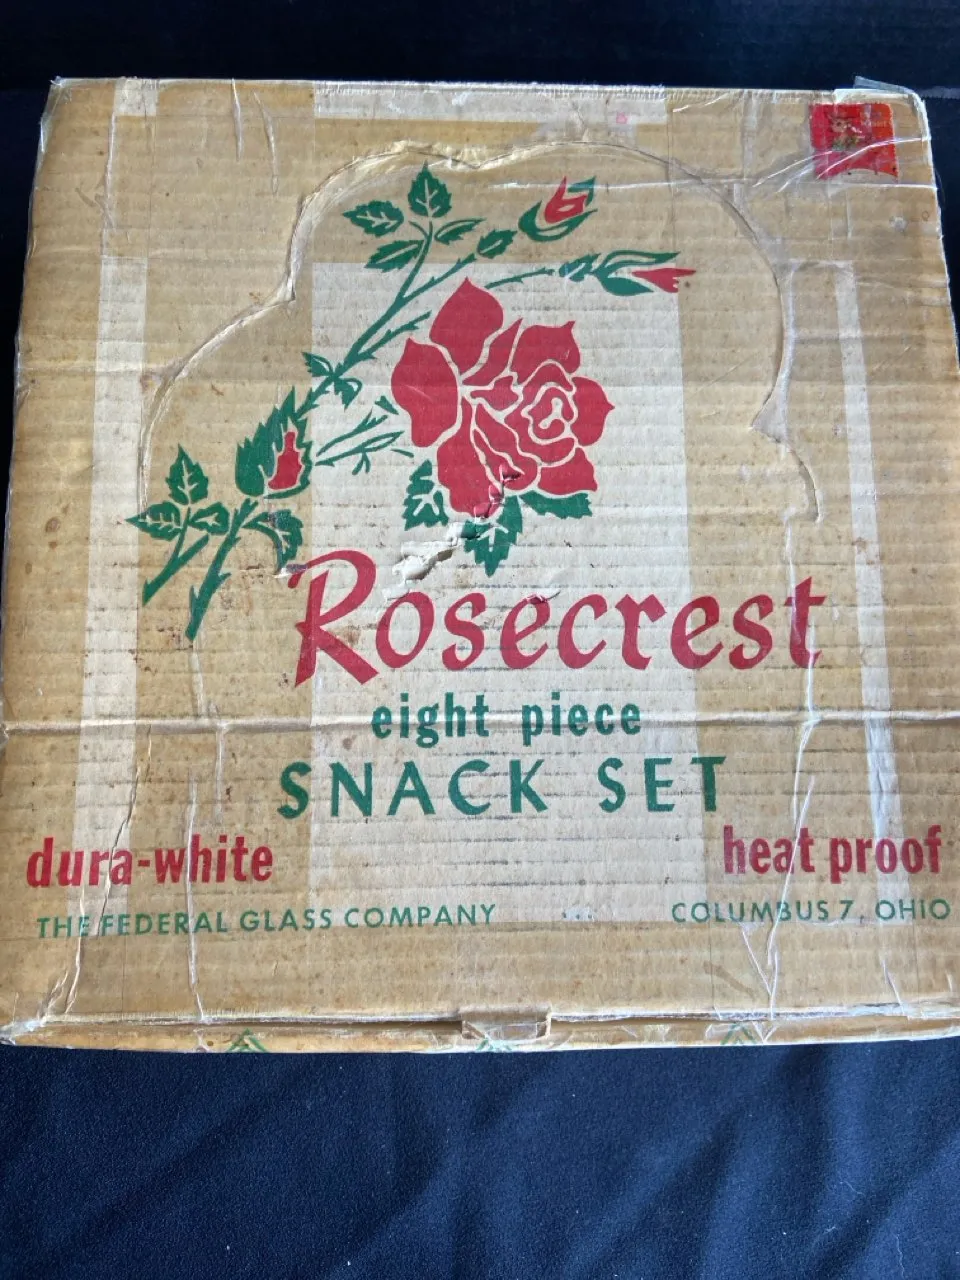 Rosecrest
eight piece
SNACK SET
dura-white
heat proof
THE FEDERAL GLASS COMPANY
COLUMBUS 7, OHIO